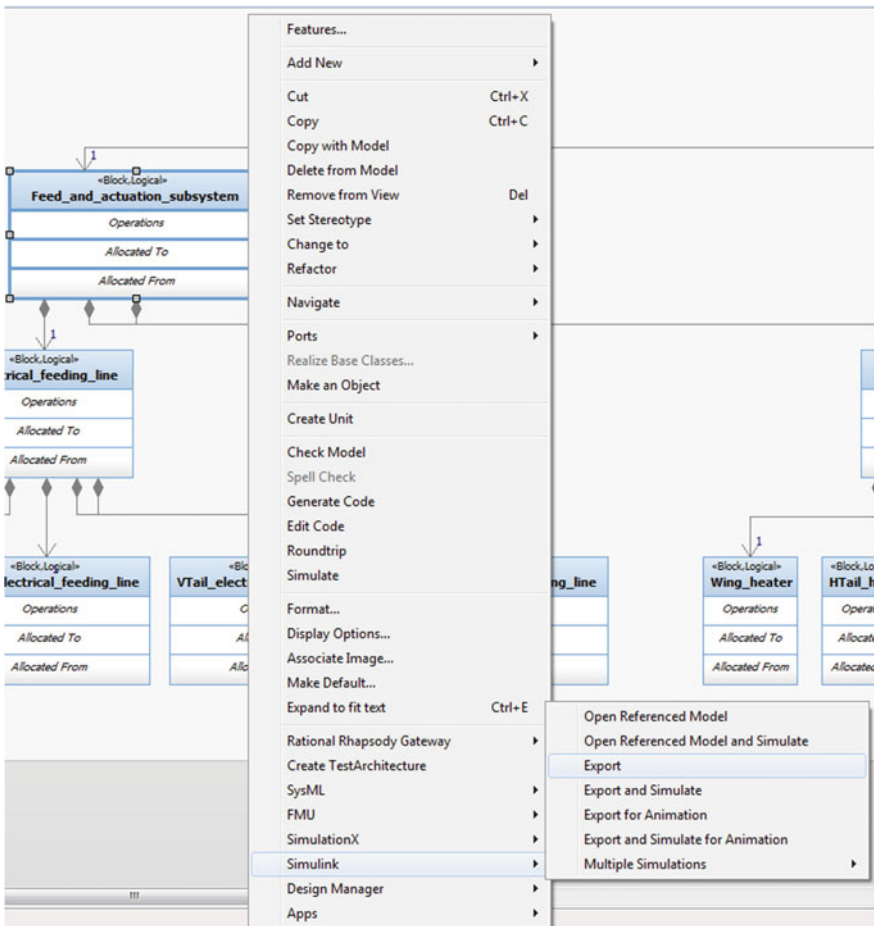 1
«Block,Logical»
Feed_and_actuation_subsystem
Operations
Allocated To
Allocated From
1
«Block,Logical»
rical_feeding_line
Operations
Allocated To
Allocated From
«Block,Logical»
lectrical_feeding_line
Operations
Allocated To
Allocated From
VTail_elect
ng_line
1
«Block,Logical»
Wing_heater
Operations
Allocated To
Allocated From
«Block,Lo
HTail_h
Opera
Allocate
Allocated
Features...
Add New
Cut Ctrl+X
Copy Ctrl+C
Copy with Model
Delete from Model
Remove from View Del
Set Stereotype
Change to
Refactor
Navigate
Ports
Realize Base Classes...
Make an Object
Create Unit
Check Model
Spell Check
Generate Code
Edit Code
Roundtrip
Simulate
Format...
Display Options...
Associate Image...
Make Default...
Expand to fit text Ctrl+E
Rational Rhapsody Gateway
Create TestArchitecture
SysML
FMU
SimulationX
Simulink
Design Manager
Apps
Open Referenced Model
Open Referenced Model and Simulate
Export
Export and Simulate
Export for Animation
Export and Simulate for Animation
Multiple Simulations